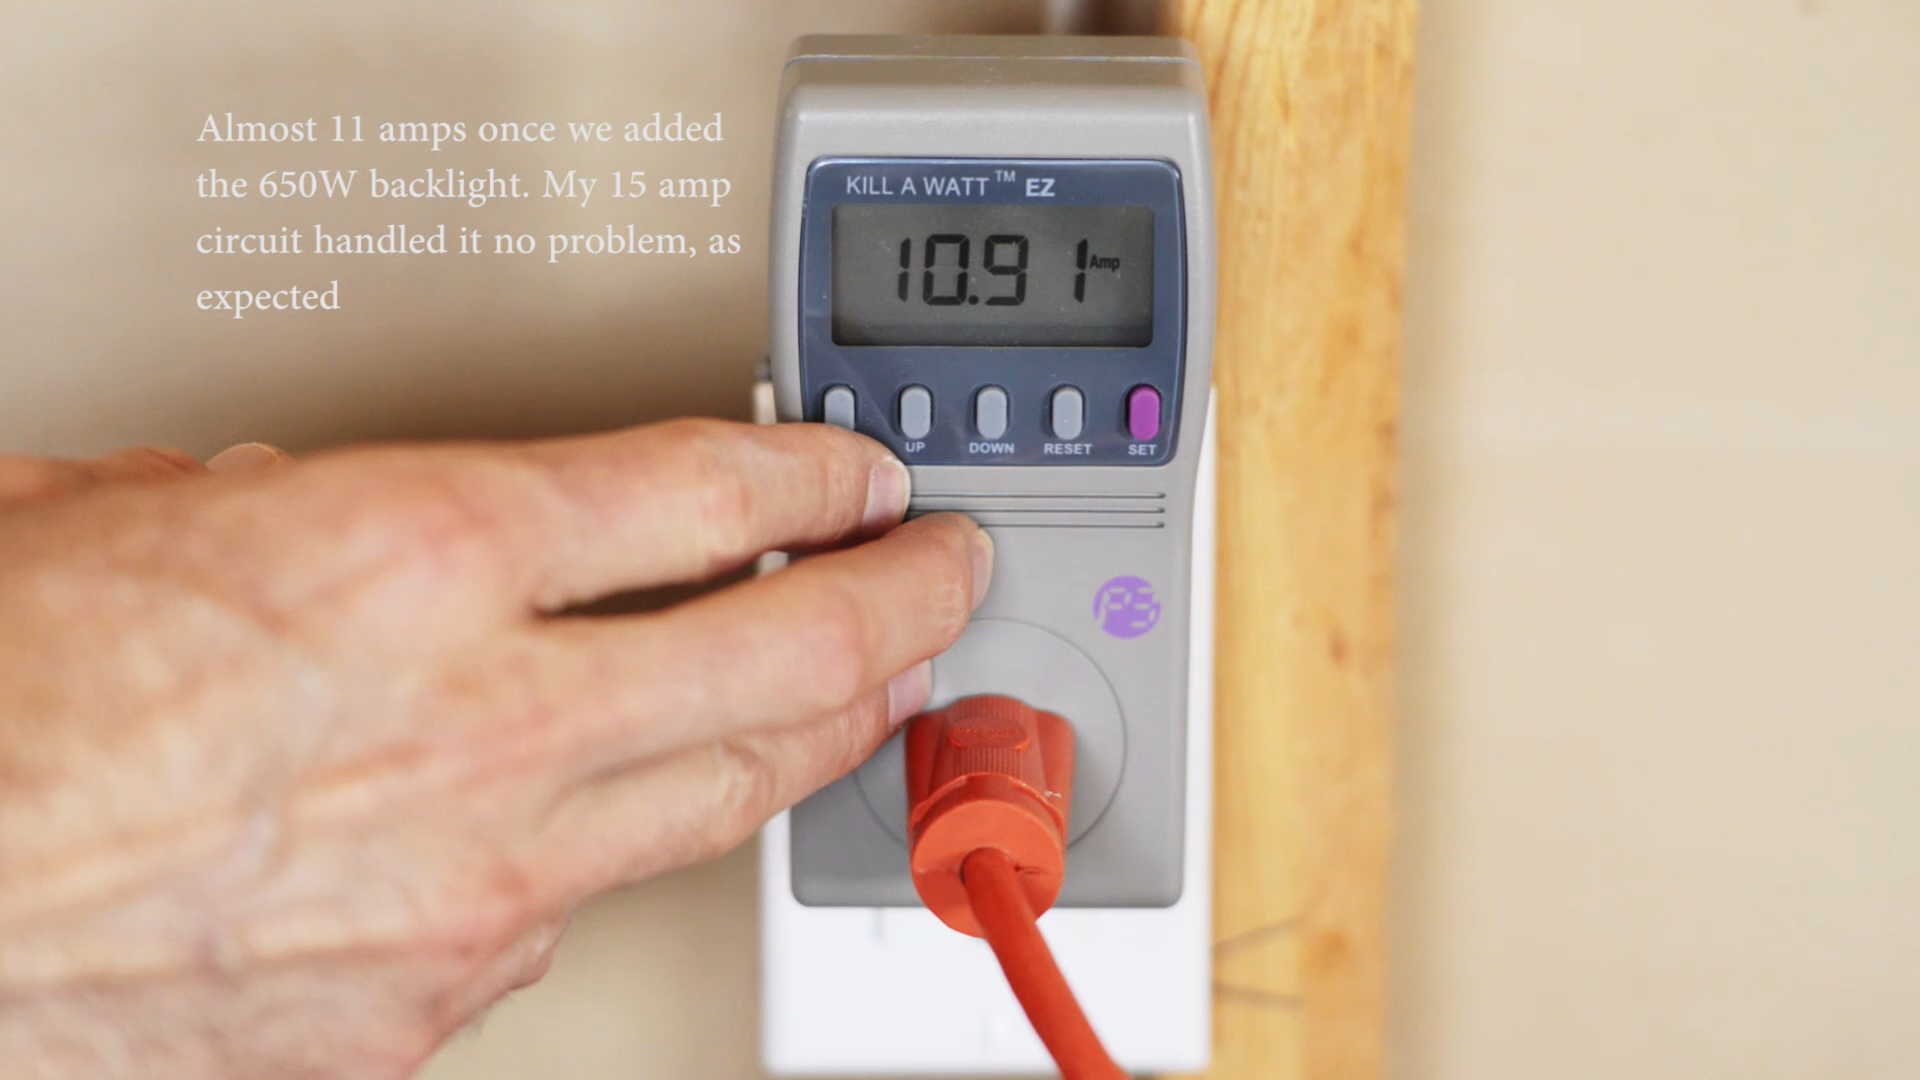 Almost 11 amps once we added
the 650W backlight. My 15 amp
circuit handled it no problem, as
expected
KILL A WATT™ EZ
10.91 Amp
UP DOWN RESET SET
P3